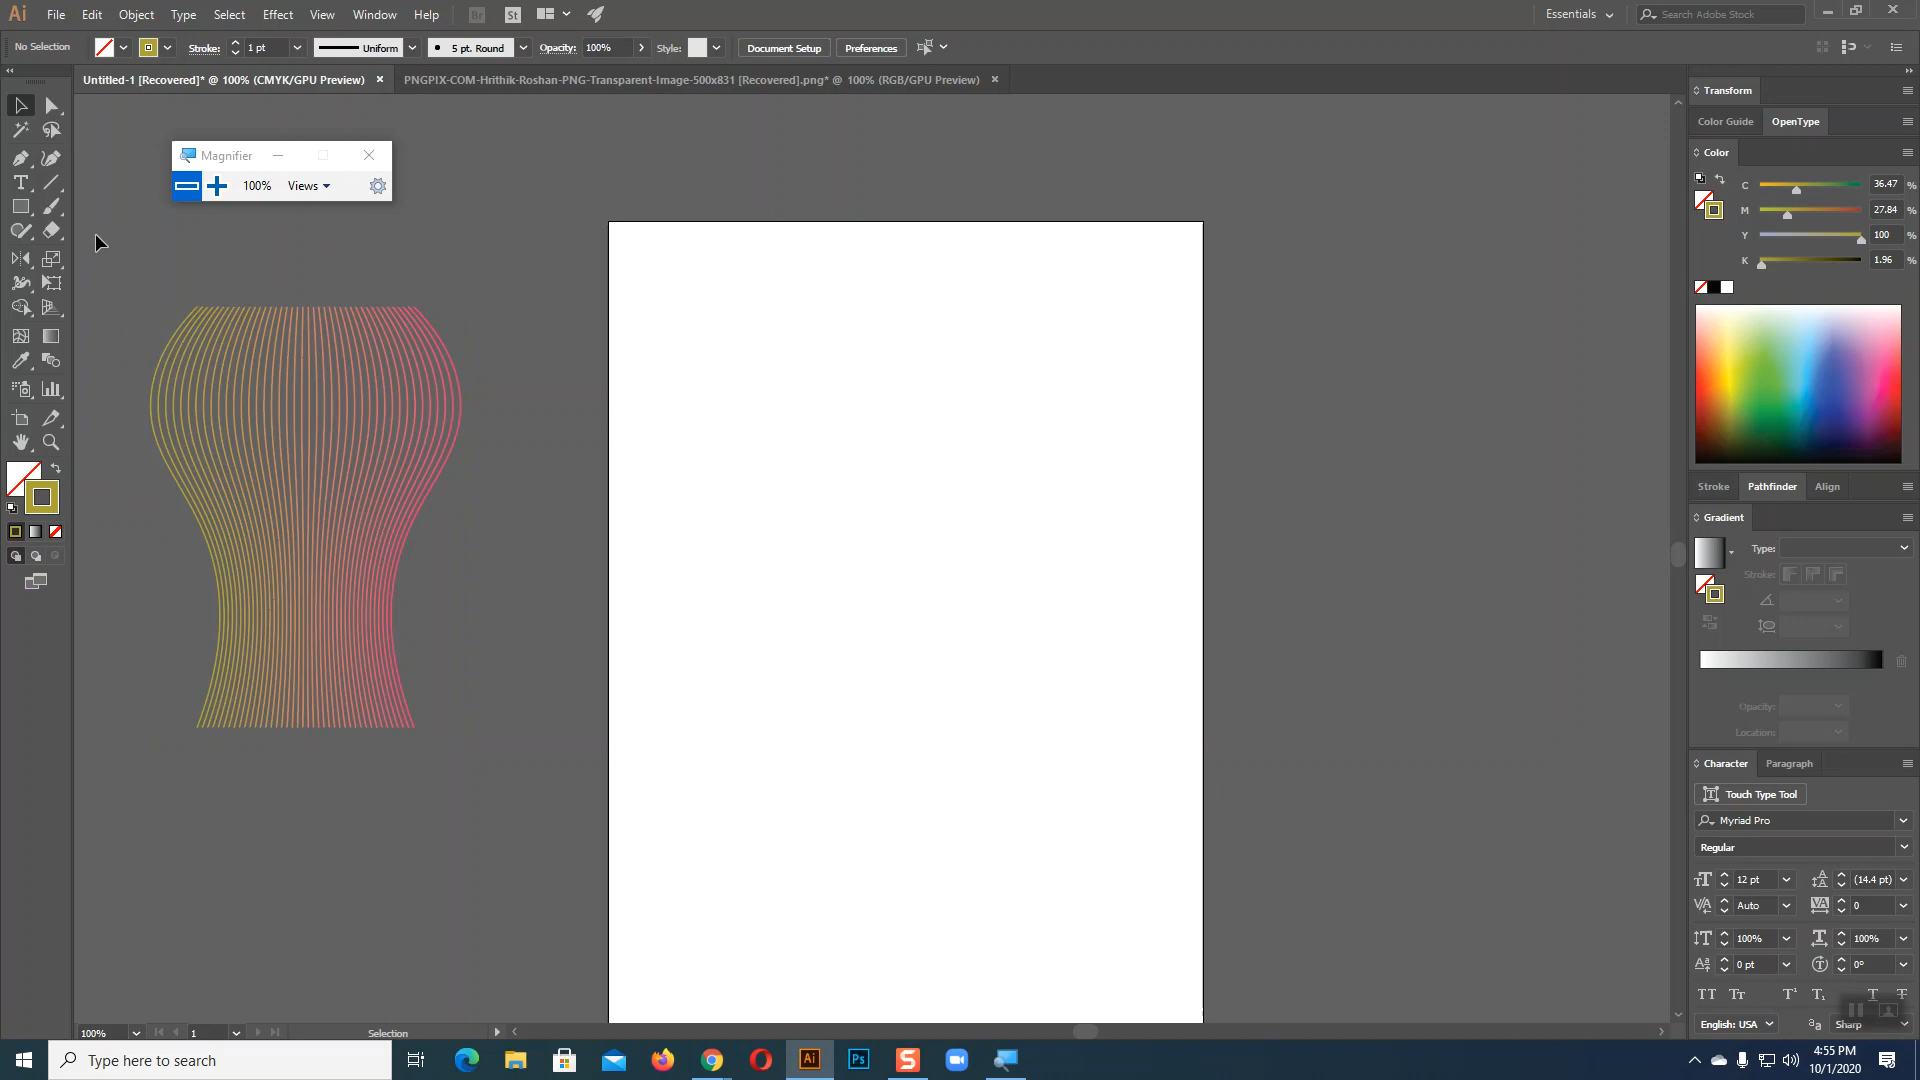 Ai File Edit Object Type Select Effect View Window Help Br St Essentials Search Adobe Stock
No Selection Stroke: 1 pt Uniform 5 pt. Round Opacity: 100% Style: Document Setup Preferences
Untitled-1 [Recovered]* @ 100% (CMYK/GPU Preview) × PNGPIX-COM-Hrithik-Roshan-PNG-Transparent-Image-500x831 [Recovered].png* @ 100% (RGB/GPU Preview) ×
Transform
Color Guide OpenType
Color
C 36.47 %
M 27.84 %
Y 100 %
K 1.96 %
Magnifier
100% Views
Stroke Pathfinder Align
Gradient
Type:
Stroke:
Opacity:
Location:
Character Paragraph
Touch Type Tool
Myriad Pro
Regular
12 pt (14.4 pt)
Auto 0
100% 100%
0 pt 0°
English: USA Sharp
100% 1 Selection
Type here to search
Ai Ps S
4:55 PM
10/1/2020